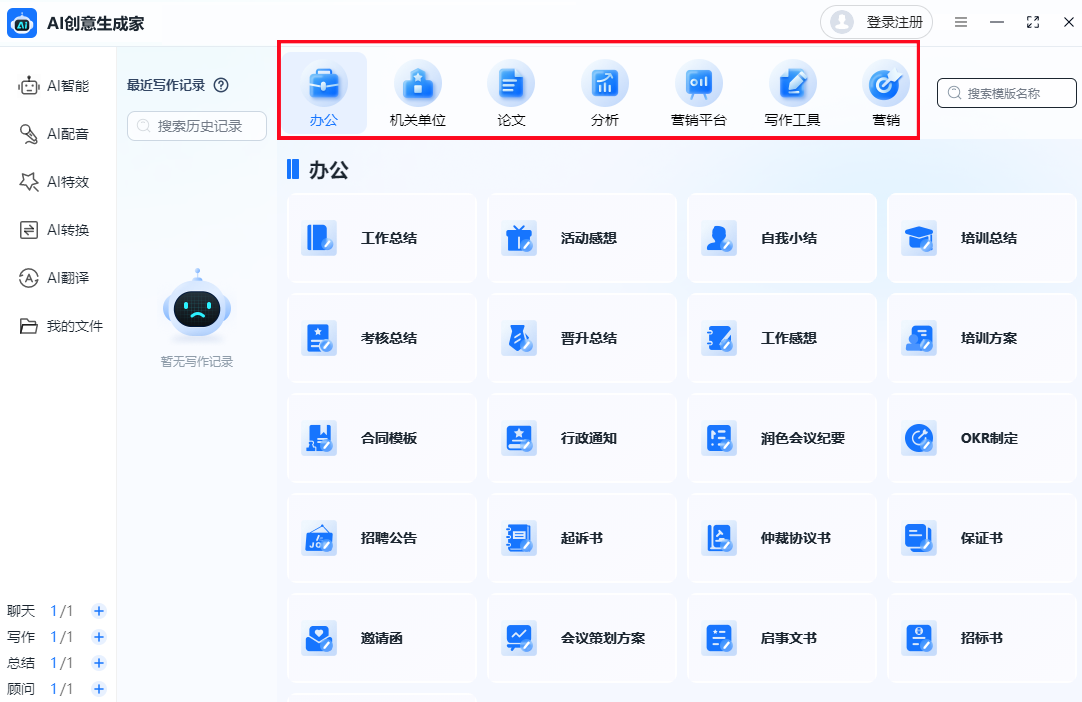 AI创意生成家
登录注册
AI智能
AI配音
AI特效
AI转换
AI翻译
我的文件
最近写作记录
搜索历史记录
暂无写作记录
办公
机关单位
论文
分析
营销平台
写作工具
营销
搜索模版名称
办公
工作总结
活动感想
自我小结
培训总结
考核总结
晋升总结
工作感想
培训方案
合同模板
行政通知
润色会议纪要
OKR制定
招聘公告
起诉书
仲裁协议书
保证书
邀请函
会议策划方案
启事文书
招标书
聊天 1/1 +
写作 1/1 +
总结 1/1 +
顾问 1/1 +